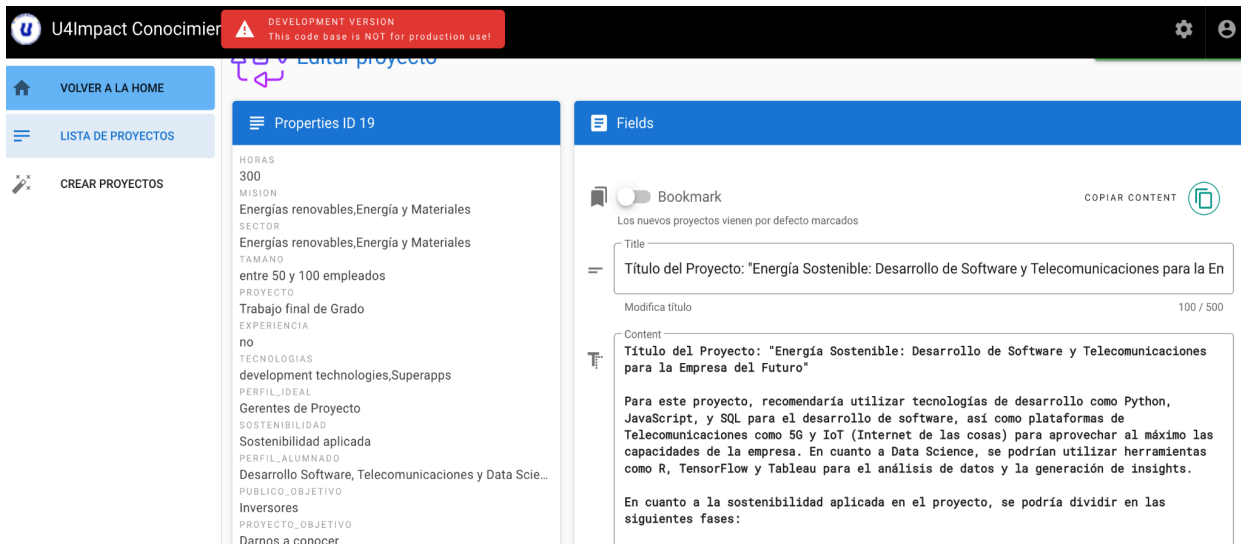 U4Impact Conocimier
DEVELOPMENT VERSION
This code base is NOT for production use!
Editar proyecto
VOLVER A LA HOME
LISTA DE PROYECTOS
CREAR PROYECTOS
Properties ID 19
HORAS
300
MISION
Energías renovables,Energía y Materiales
SECTOR
Energías renovables,Energía y Materiales
TAMANO
entre 50 y 100 empleados
PROYECTO
Trabajo final de Grado
EXPERIENCIA
no
TECNOLOGIAS
development technologies,Superapps
PERFIL_IDEAL
Gerentes de Proyecto
SOSTENIBILIDAD
Sostenibilidad aplicada
PERFIL_ALUMNADO
Desarrollo Software, Telecomunicaciones y Data Scie...
PUBLICO_OBJETIVO
Inversores
PROYECTO_OBJETIVO
Darnos a conocer
Fields
Bookmark
COPIAR CONTENT
Los nuevos proyectos vienen por defecto marcados
Title
Título del Proyecto: "Energía Sostenible: Desarrollo de Software y Telecomunicaciones para la Em
Modifica título
100 / 500
Content
Título del Proyecto: "Energía Sostenible: Desarrollo de Software y Telecomunicaciones
para la Empresa del Futuro"
Para este proyecto, recomendaría utilizar tecnologías de desarrollo como Python,
JavaScript, y SQL para el desarrollo de software, así como plataformas de
Telecomunicaciones como 5G y IoT (Internet de las cosas) para aprovechar al máximo las
capacidades de la empresa. En cuanto a Data Science, se podrían utilizar herramientas
como R, TensorFlow y Tableau para el análisis de datos y la generación de insights.
En cuanto a la sostenibilidad aplicada en el proyecto, se podría dividir en las
siguientes fases: